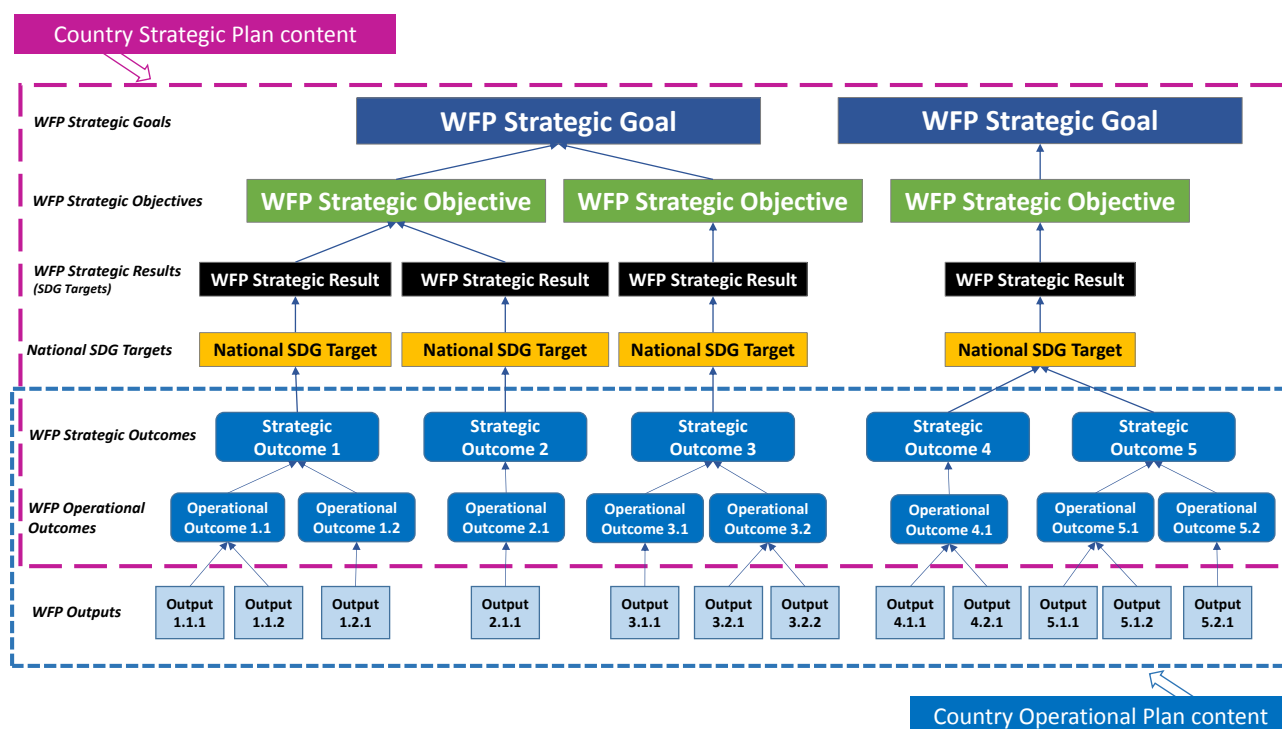 Country Strategic Plan content
WFP Strategic Goals
WFP Strategic Goal
WFP Strategic Goal
WFP Strategic Objectives
WFP Strategic Objective
WFP Strategic Objective
WFP Strategic Objective
WFP Strategic Results
(SDG Targets)
WFP Strategic Result
WFP Strategic Result
WFP Strategic Result
WFP Strategic Result
National SDG Targets
National SDG Target
National SDG Target
National SDG Target
National SDG Target
WFP Strategic Outcomes
Strategic
Outcome 1
Strategic
Outcome 2
Strategic
Outcome 3
Strategic
Outcome 4
Strategic
Outcome 5
WFP Operational
Outcomes
Operational
Outcome 1.1
Operational
Outcome 1.2
Operational
Outcome 2.1
Operational
Outcome 3.1
Operational
Outcome 3.2
Operational
Outcome 4.1
Operational
Outcome 5.1
Operational
Outcome 5.2
WFP Outputs
Output
1.1.1
Output
1.1.2
Output
1.2.1
Output
2.1.1
Output
3.1.1
Output
3.2.1
Output
3.2.2
Output
4.1.1
Output
4.2.1
Output
5.1.1
Output
5.1.2
Output
5.2.1
Country Operational Plan content